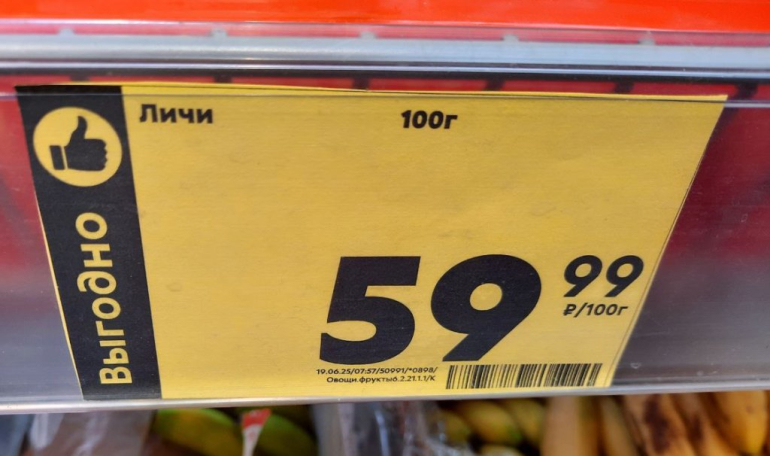 Личи 100г
Выгодно
59 99
₽/100г
19.06.25/07:57/50991/*0898/
Овощи.фрукты6.2.21.1.1/К